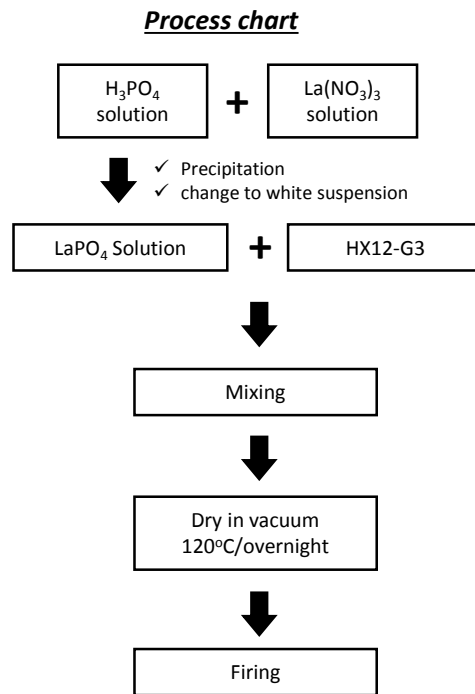 Process chart
H₃PO₄
solution
+
La(NO₃)₃
solution
✓ Precipitation
✓ change to white suspension
LaPO₄ Solution
+
HX12-G3
Mixing
Dry in vacuum
120°C/overnight
Firing